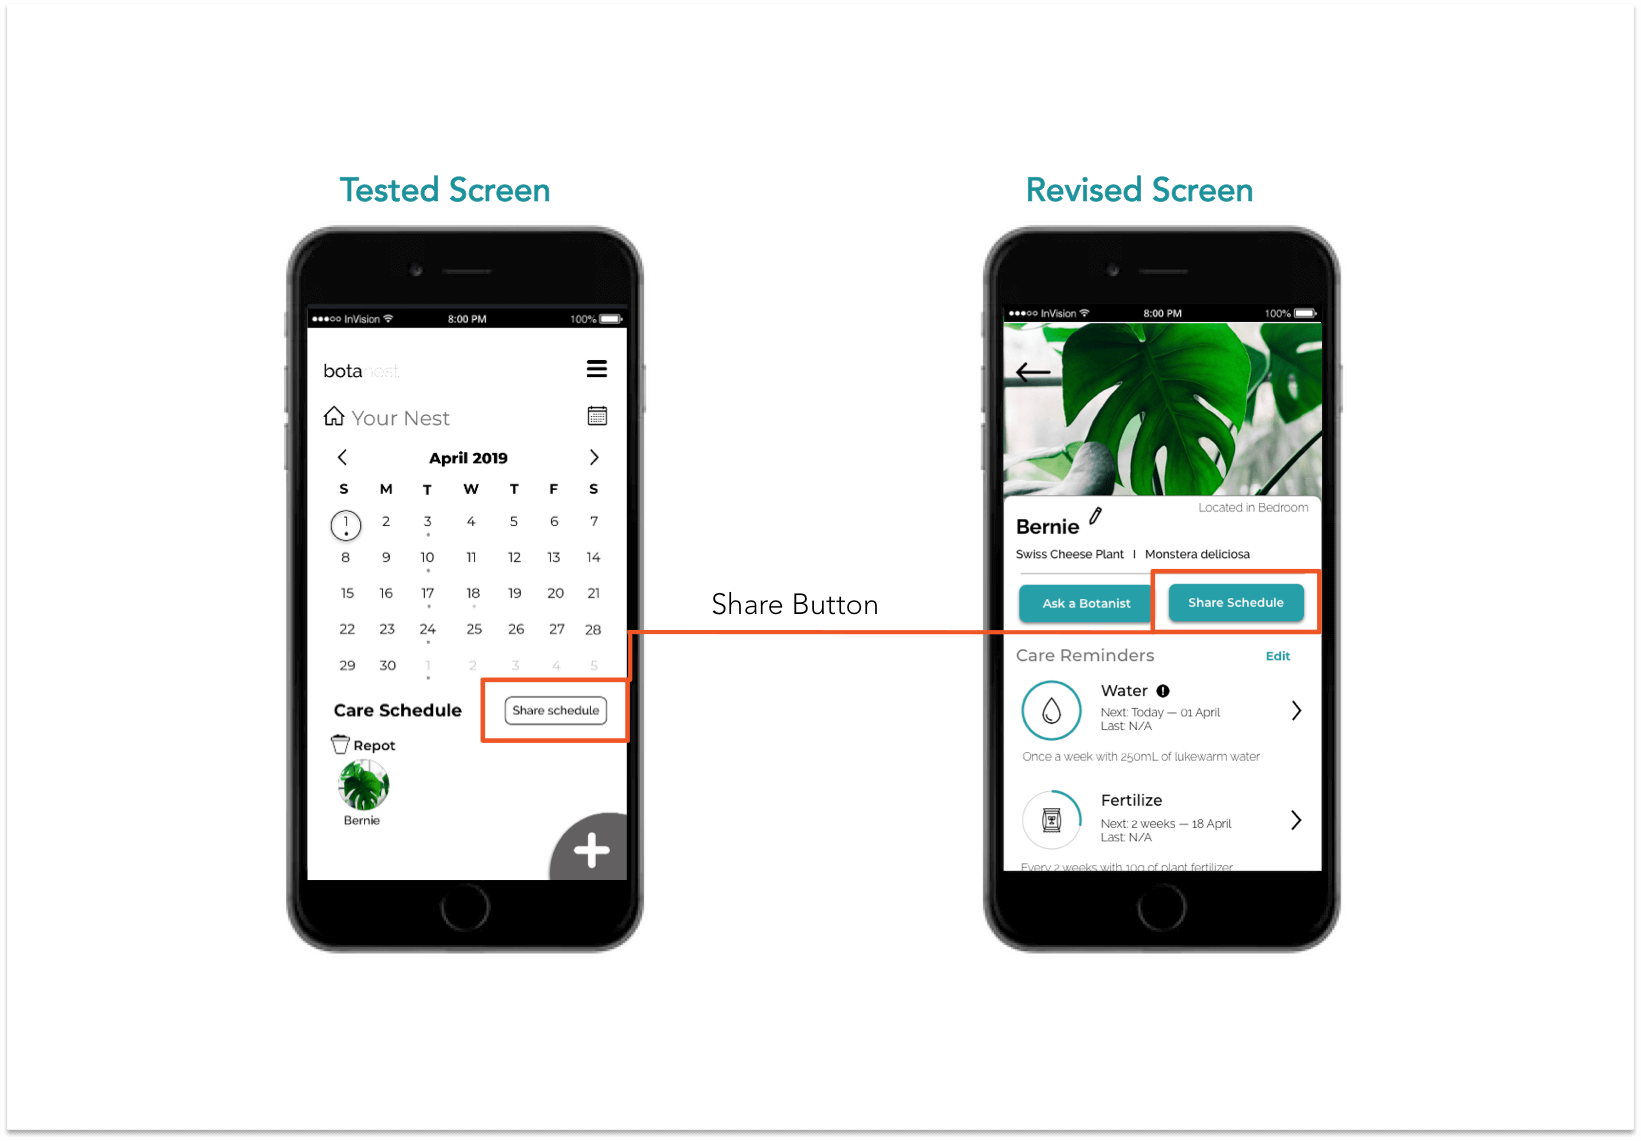 Tested Screen
InVision 8:00 PM 100%
botanest
Your Nest
April 2019
S M T W T F S
1 2 3 4 5 6 7
8 9 10 11 12 13 14
15 16 17 18 19 20 21
22 23 24 25 26 27 28
29 30 1 2 3 4 5
Care Schedule
Share schedule
Repot
Bernie
Share Button
Revised Screen
InVision 8:00 PM 100%
Located in Bedroom
Bernie
Swiss Cheese Plant | Monstera deliciosa
Ask a Botanist
Share Schedule
Care Reminders
Edit
Water
Next: Today — 01 April
Last: N/A
Once a week with 250mL of lukewarm water
Fertilize
Next: 2 weeks — 18 April
Last: N/A
Every 2 weeks with 10g of plant fertilizer